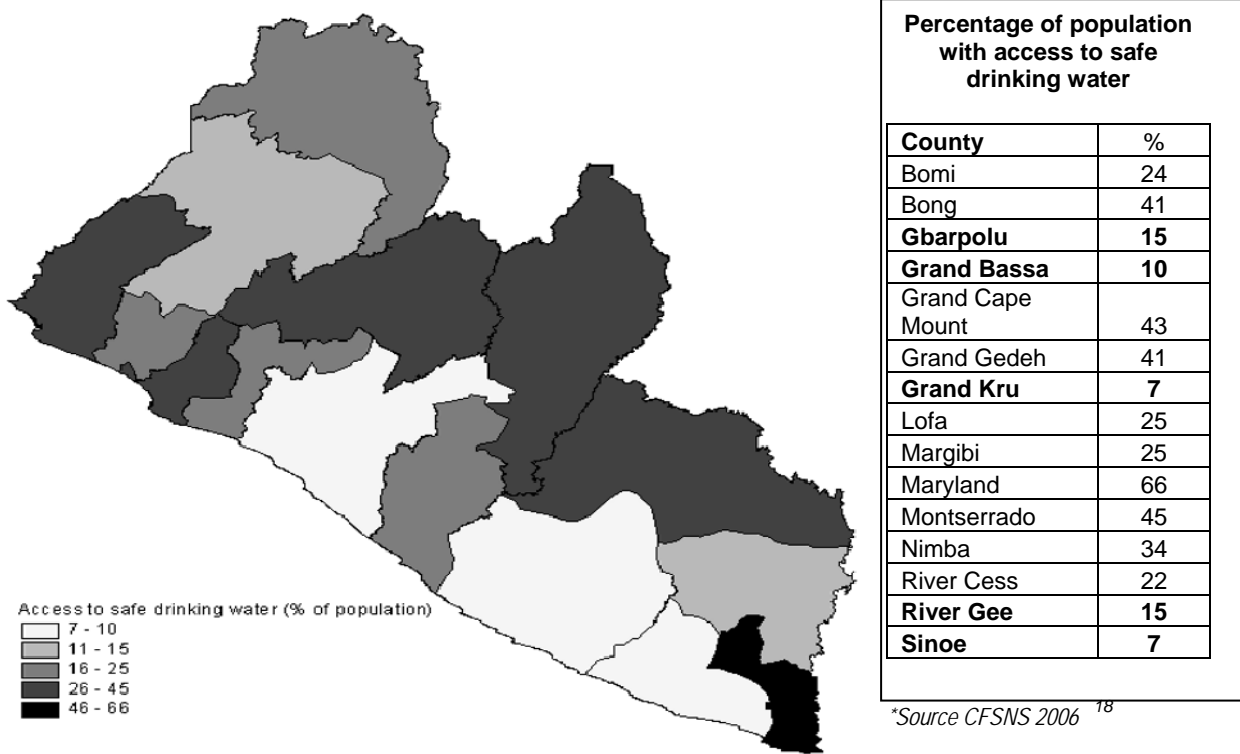 Percentage of population
with access to safe
drinking water
County %
Bomi 24
Bong 41
Gbarpolu 15
Grand Bassa 10
Grand Cape
Mount 43
Grand Gedeh 41
Grand Kru 7
Lofa 25
Margibi 25
Maryland 66
Montserrado 45
Nimba 34
River Cess 22
River Gee 15
Sinoe 7
*Source CFSNS 2006 18
Access to safe drinking water (% of population)
7 - 10
11 - 15
16 - 25
26 - 45
46 - 66